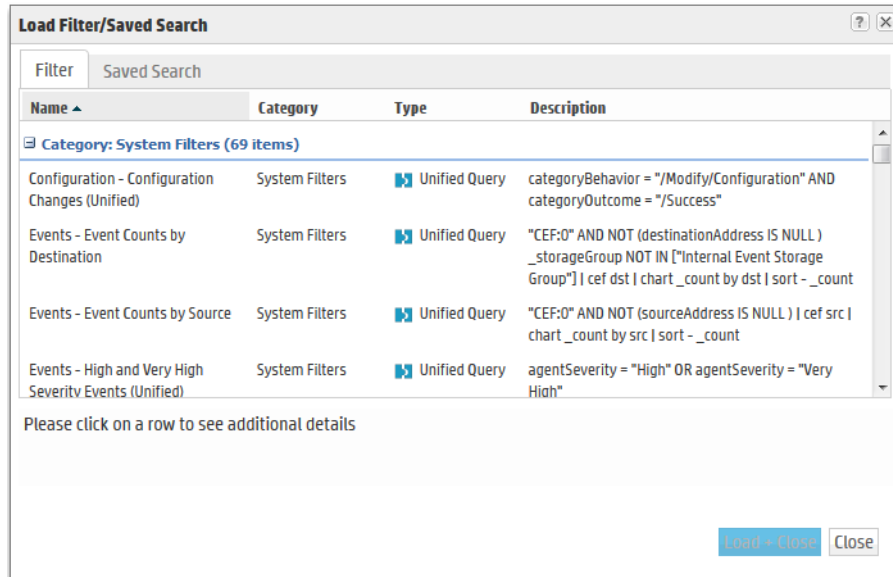 Load Filter/Saved Search
?
X
Filter
Saved Search
Name
Category
Type
Description
Category: System Filters (69 items)
Configuration - Configuration
Changes (Unified)
System Filters
Unified Query
categoryBehavior = "/Modify/Configuration" AND
categoryOutcome = "/Success"
Events - Event Counts by
Destination
System Filters
Unified Query
"CEF:0" AND NOT (destinationAddress IS NULL )
_storageGroup NOT IN ["Internal Event Storage
Group"] | cef dst | chart _count by dst | sort - _count
Events - Event Counts by Source
System Filters
Unified Query
"CEF:0" AND NOT (sourceAddress IS NULL ) | cef src |
chart _count by src | sort - _count
Events - High and Very High
Severity Events (Unified)
System Filters
Unified Query
agentSeverity = "High" OR agentSeverity = "Very
High"
Please click on a row to see additional details
Load + Close
Close